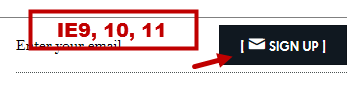 IE9, 10, 11
Enter your email
[ SIGN UP ]